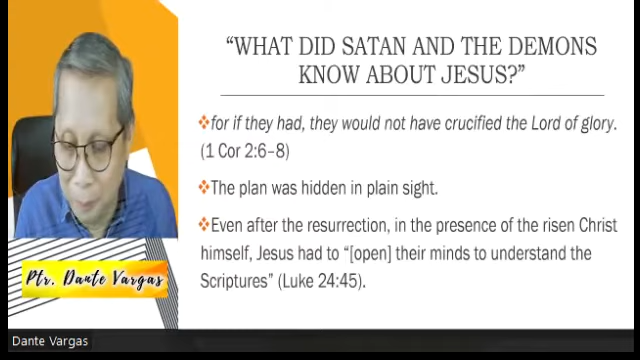 “WHAT DID SATAN AND THE DEMONS
KNOW ABOUT JESUS?”
❖for if they had, they would not have crucified the Lord of glory.
(1 Cor 2:6–8)
❖The plan was hidden in plain sight.
❖Even after the resurrection, in the presence of the risen Christ
himself, Jesus had to “[open] their minds to understand the
Scriptures” (Luke 24:45).
Ptr. Dante Vargas
Dante Vargas